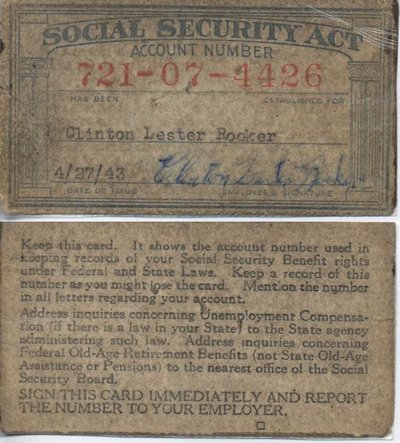 SOCIAL SECURITY ACT
ACCOUNT NUMBER
721-07-4426
HAS BEEN ESTABLISHED FOR
Clinton Lester Rooker
4/27/43 Clinton Lester Rooker
DATE OF ISSUE EMPLOYEE'S SIGNATURE
Keep this card. It shows the account number used in
keeping records of your Social Security Benefit rights
under Federal and State Laws. Keep a record of this
number as you might lose the card. Mention the number
in all letters regarding your account.
Address inquiries concerning Unemployment Compensa-
tion (if there is a law in your State) to the State agency
administering such law. Address inquiries concerning
Federal Old-Age Retirement Benefits (not State Old-Age
Assistance or Pensions) to the nearest office of the Social
Security Board.
SIGN THIS CARD IMMEDIATELY AND REPORT
THE NUMBER TO YOUR EMPLOYER.